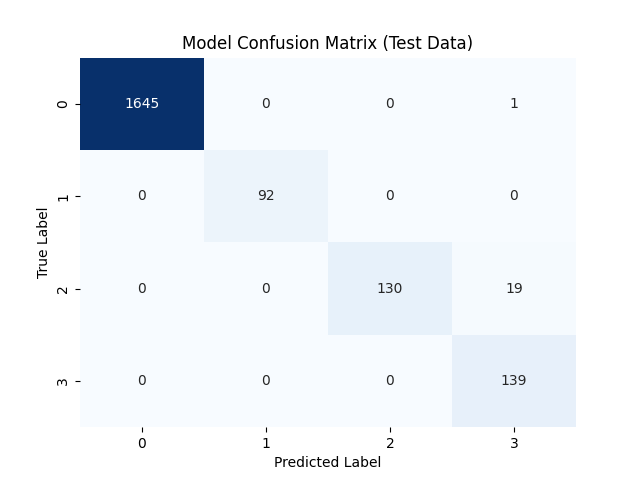 Model Confusion Matrix (Test Data)
True Label
0 1645 0 0 1
1 0 92 0 0
2 0 0 130 19
3 0 0 0 139
0 1 2 3
Predicted Label